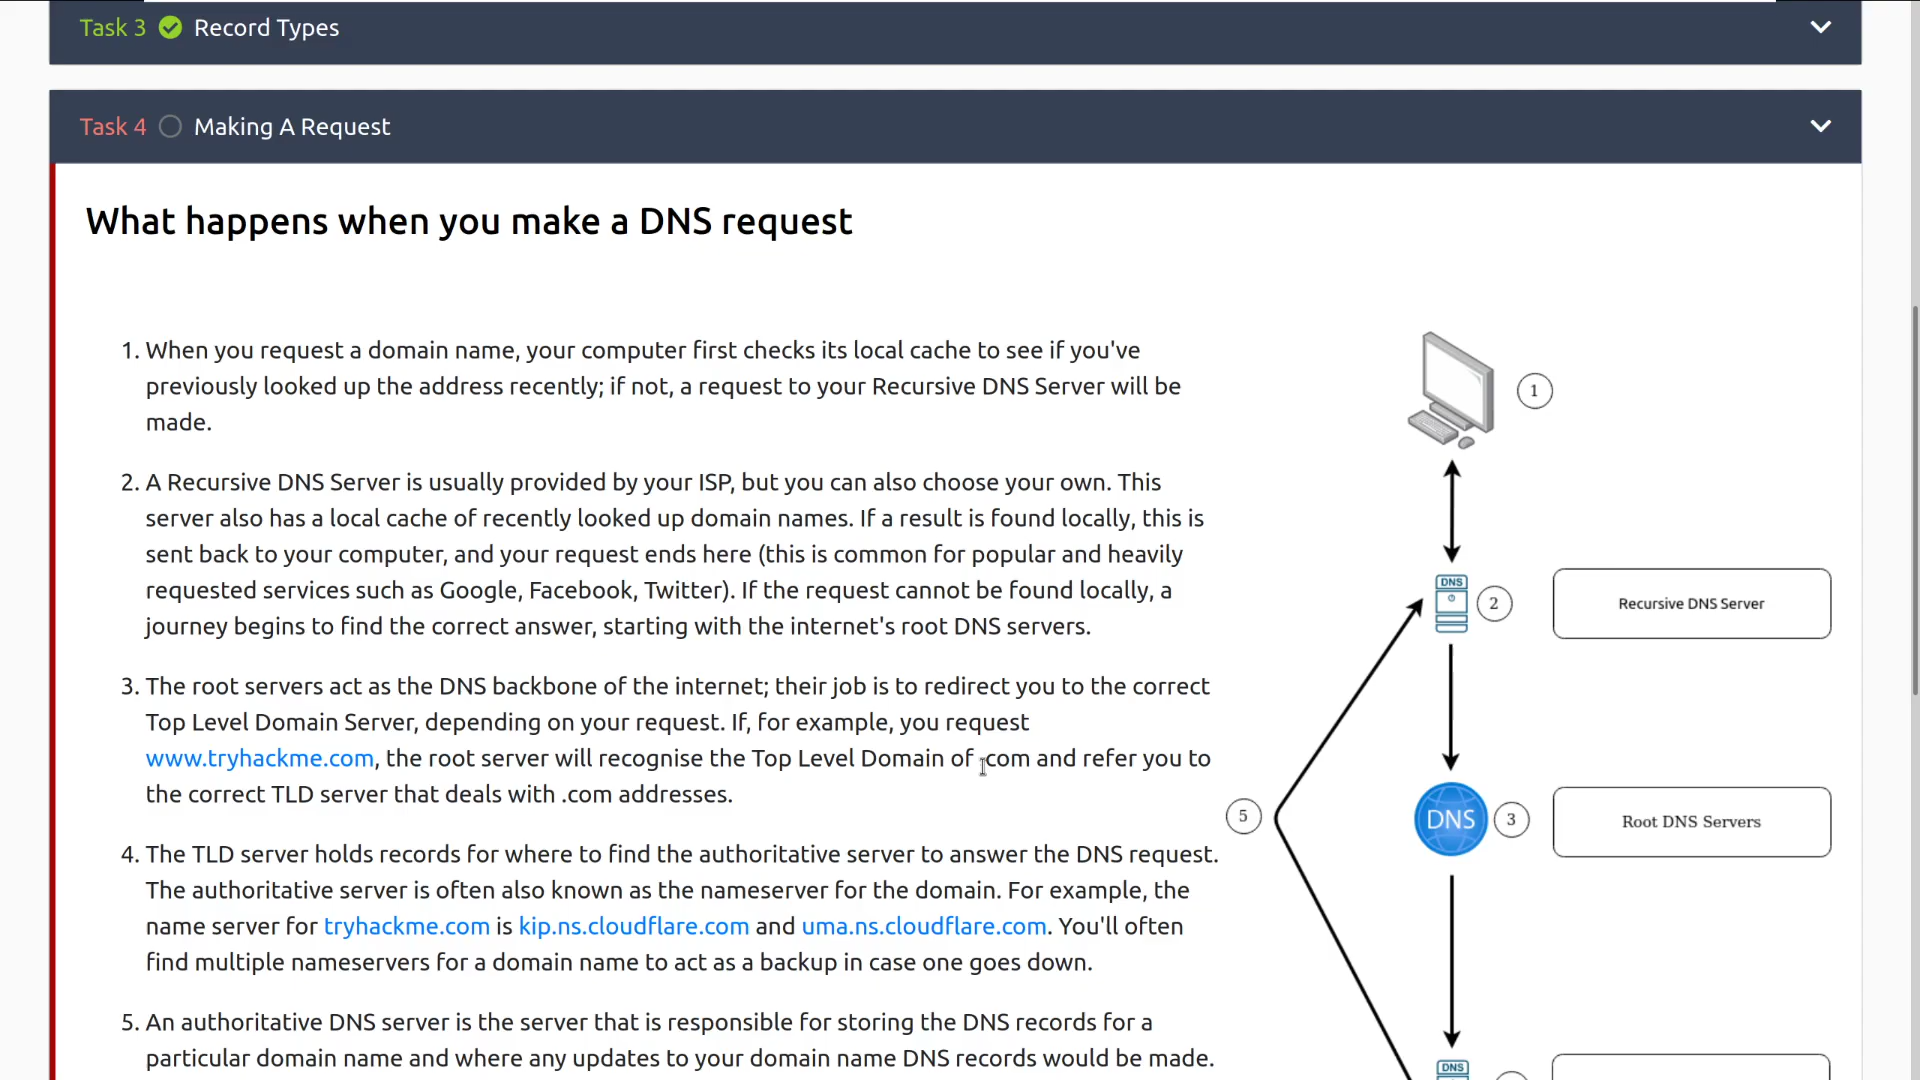 Task 3 Record Types
Task 4 Making A Request
What happens when you make a DNS request
1. When you request a domain name, your computer first checks its local cache to see if you've
previously looked up the address recently; if not, a request to your Recursive DNS Server will be
made.
2. A Recursive DNS Server is usually provided by your ISP, but you can also choose your own. This
server also has a local cache of recently looked up domain names. If a result is found locally, this is
sent back to your computer, and your request ends here (this is common for popular and heavily
requested services such as Google, Facebook, Twitter). If the request cannot be found locally, a
journey begins to find the correct answer, starting with the internet's root DNS servers.
3. The root servers act as the DNS backbone of the internet; their job is to redirect you to the correct
Top Level Domain Server, depending on your request. If, for example, you request
www.tryhackme.com, the root server will recognise the Top Level Domain of .com and refer you to
the correct TLD server that deals with .com addresses.
4. The TLD server holds records for where to find the authoritative server to answer the DNS request.
The authoritative server is often also known as the nameserver for the domain. For example, the
name server for tryhackme.com is kip.ns.cloudflare.com and uma.ns.cloudflare.com. You'll often
find multiple nameservers for a domain name to act as a backup in case one goes down.
5. An authoritative DNS server is the server that is responsible for storing the DNS records for a
particular domain name and where any updates to your domain name DNS records would be made.
1
DNS
2
Recursive DNS Server
5
DNS
3
Root DNS Servers
DNS